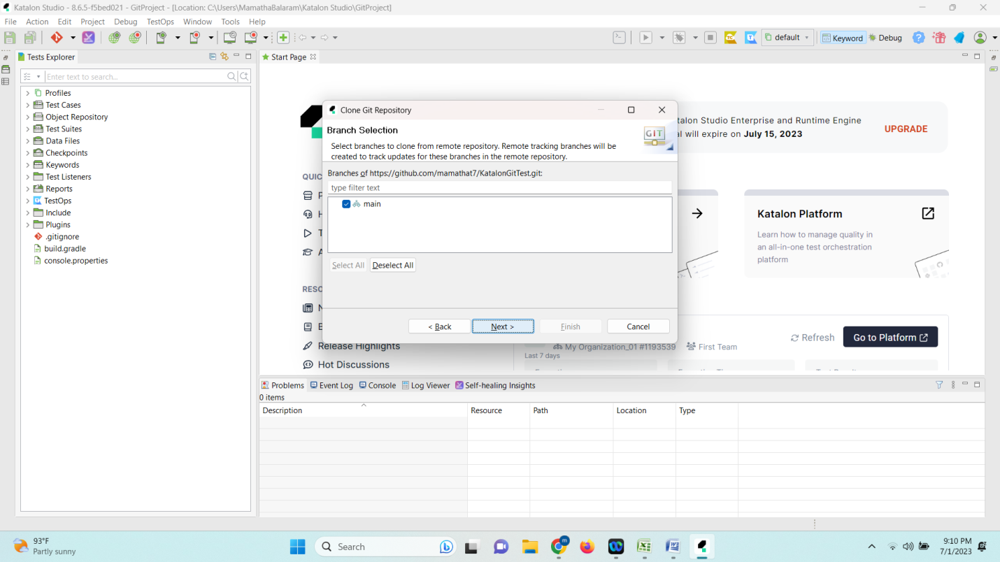 Katalon Studio - 8.6.5-f5bed021 - GitProject - [Location: C:\Users\MamathaBalaram\Katalon Studio\GitProject]
File Action Edit Project Debug TestOps Window Tools Help
default
Keyword
Debug
Tests Explorer
Enter text to search...
Profiles
Test Cases
Object Repository
Test Suites
Data Files
Checkpoints
Keywords
Test Listeners
Reports
TestOps
Include
Plugins
.gitignore
build.gradle
console.properties
Start Page
talon Studio Enterprise and Runtime Engine
al will expire on July 15, 2023
UPGRADE
QUIC
RESO
Release Highlights
Hot Discussions
Katalon Platform
Learn how to manage quality in
an all-in-one test orchestration
platform
Refresh
Go to Platform
My Organization_01 #1193539
First Team
Last 7 days
Clone Git Repository
Branch Selection
GIT
Select branches to clone from remote repository. Remote tracking branches will be
created to track updates for these branches in the remote repository.
Branches of https://github.com/mamathat7/KatalonGitTest.git:
type filter text
main
Select All
Deselect All
< Back
Next >
Finish
Cancel
Problems
Event Log
Console
Log Viewer
Self-healing Insights
0 items
Description
Resource
Path
Location
Type
93°F
Partly sunny
Search
m
9:10 PM
7/1/2023